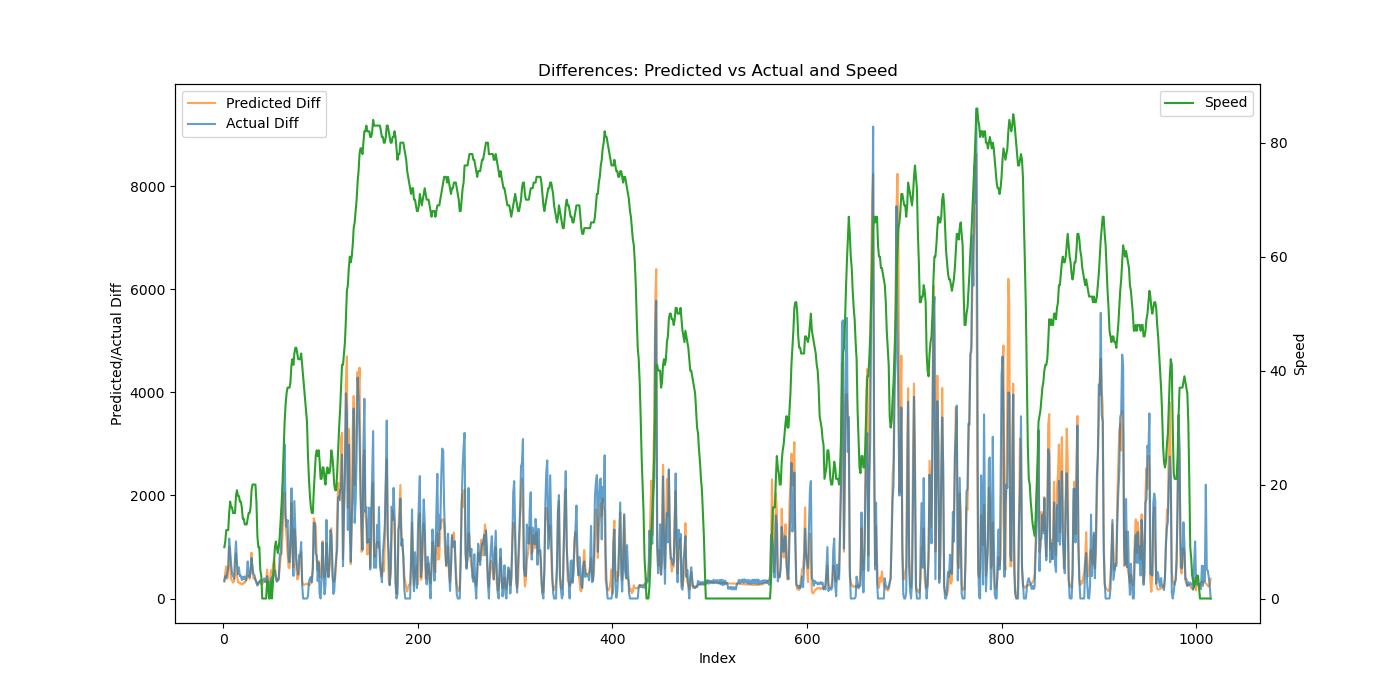 Differences: Predicted vs Actual and Speed
Predicted Diff
Actual Diff
Speed
8000
6000
4000
2000
0
80
60
40
20
0
Predicted/Actual Diff
Speed
0 200 400 600 800 1000
Index